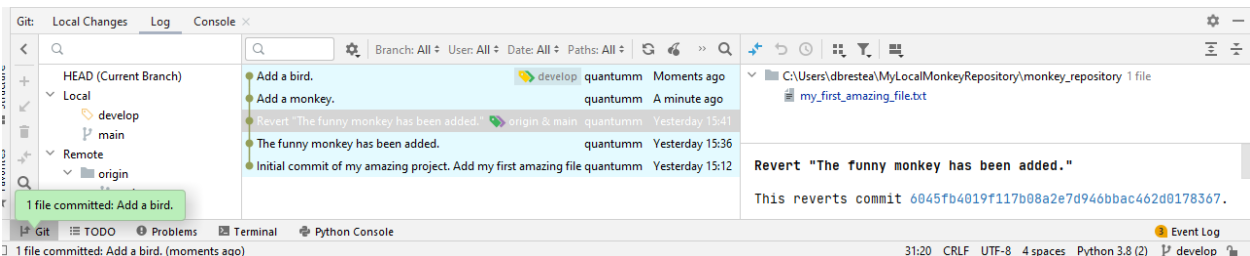 Git: Local Changes Log Console
Branch: All User: All Date: All Paths: All
HEAD (Current Branch)
Local
develop
main
Remote
origin
Add a bird. develop quantumm Moments ago
Add a monkey. quantumm A minute ago
Revert "The funny monkey has been added." origin & main quantumm Yesterday 15:41
The funny monkey has been added. quantumm Yesterday 15:36
Initial commit of my amazing project. Add my first amazing file quantumm Yesterday 15:12
C:\Users\dbrestea\MyLocalMonkeyRepository\monkey_repository 1 file
my_first_amazing_file.txt
Revert "The funny monkey has been added."
This reverts commit 6045fb4019f117b08a2e7d946bbac462d0178367.
1 file committed: Add a bird.
Git TODO Problems Terminal Python Console 3 Event Log
1 file committed: Add a bird. (moments ago) 31:20 CRLF UTF-8 4 spaces Python 3.8 (2) develop